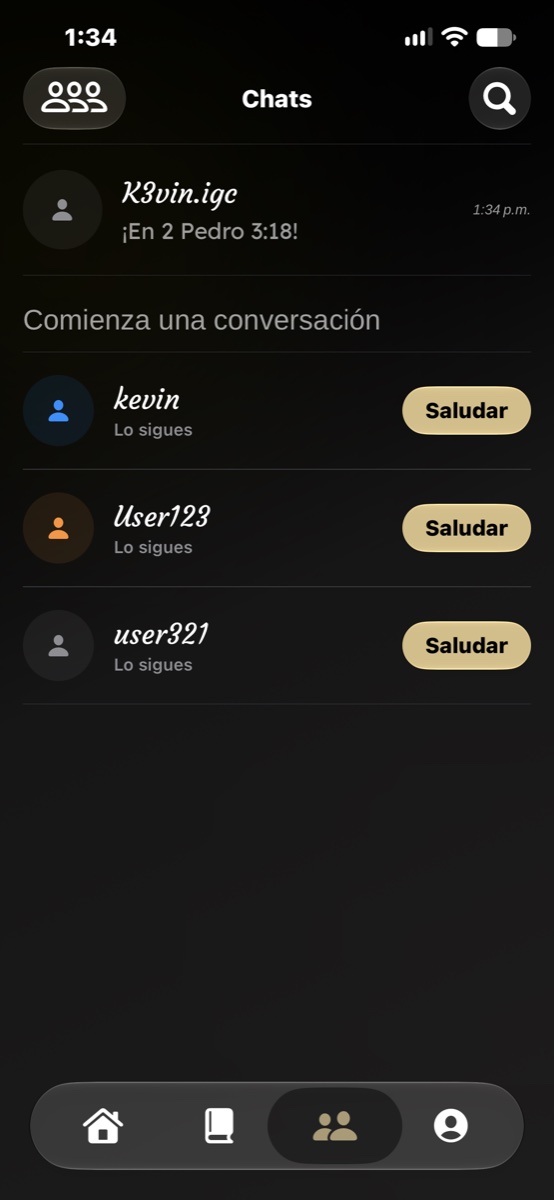 1:34
Chats
K3vin.igc
¡En 2 Pedro 3:18!
1:34 p.m.
Comienza una conversación
kevin
Lo sigues
Saludar
User123
Lo sigues
Saludar
user321
Lo sigues
Saludar